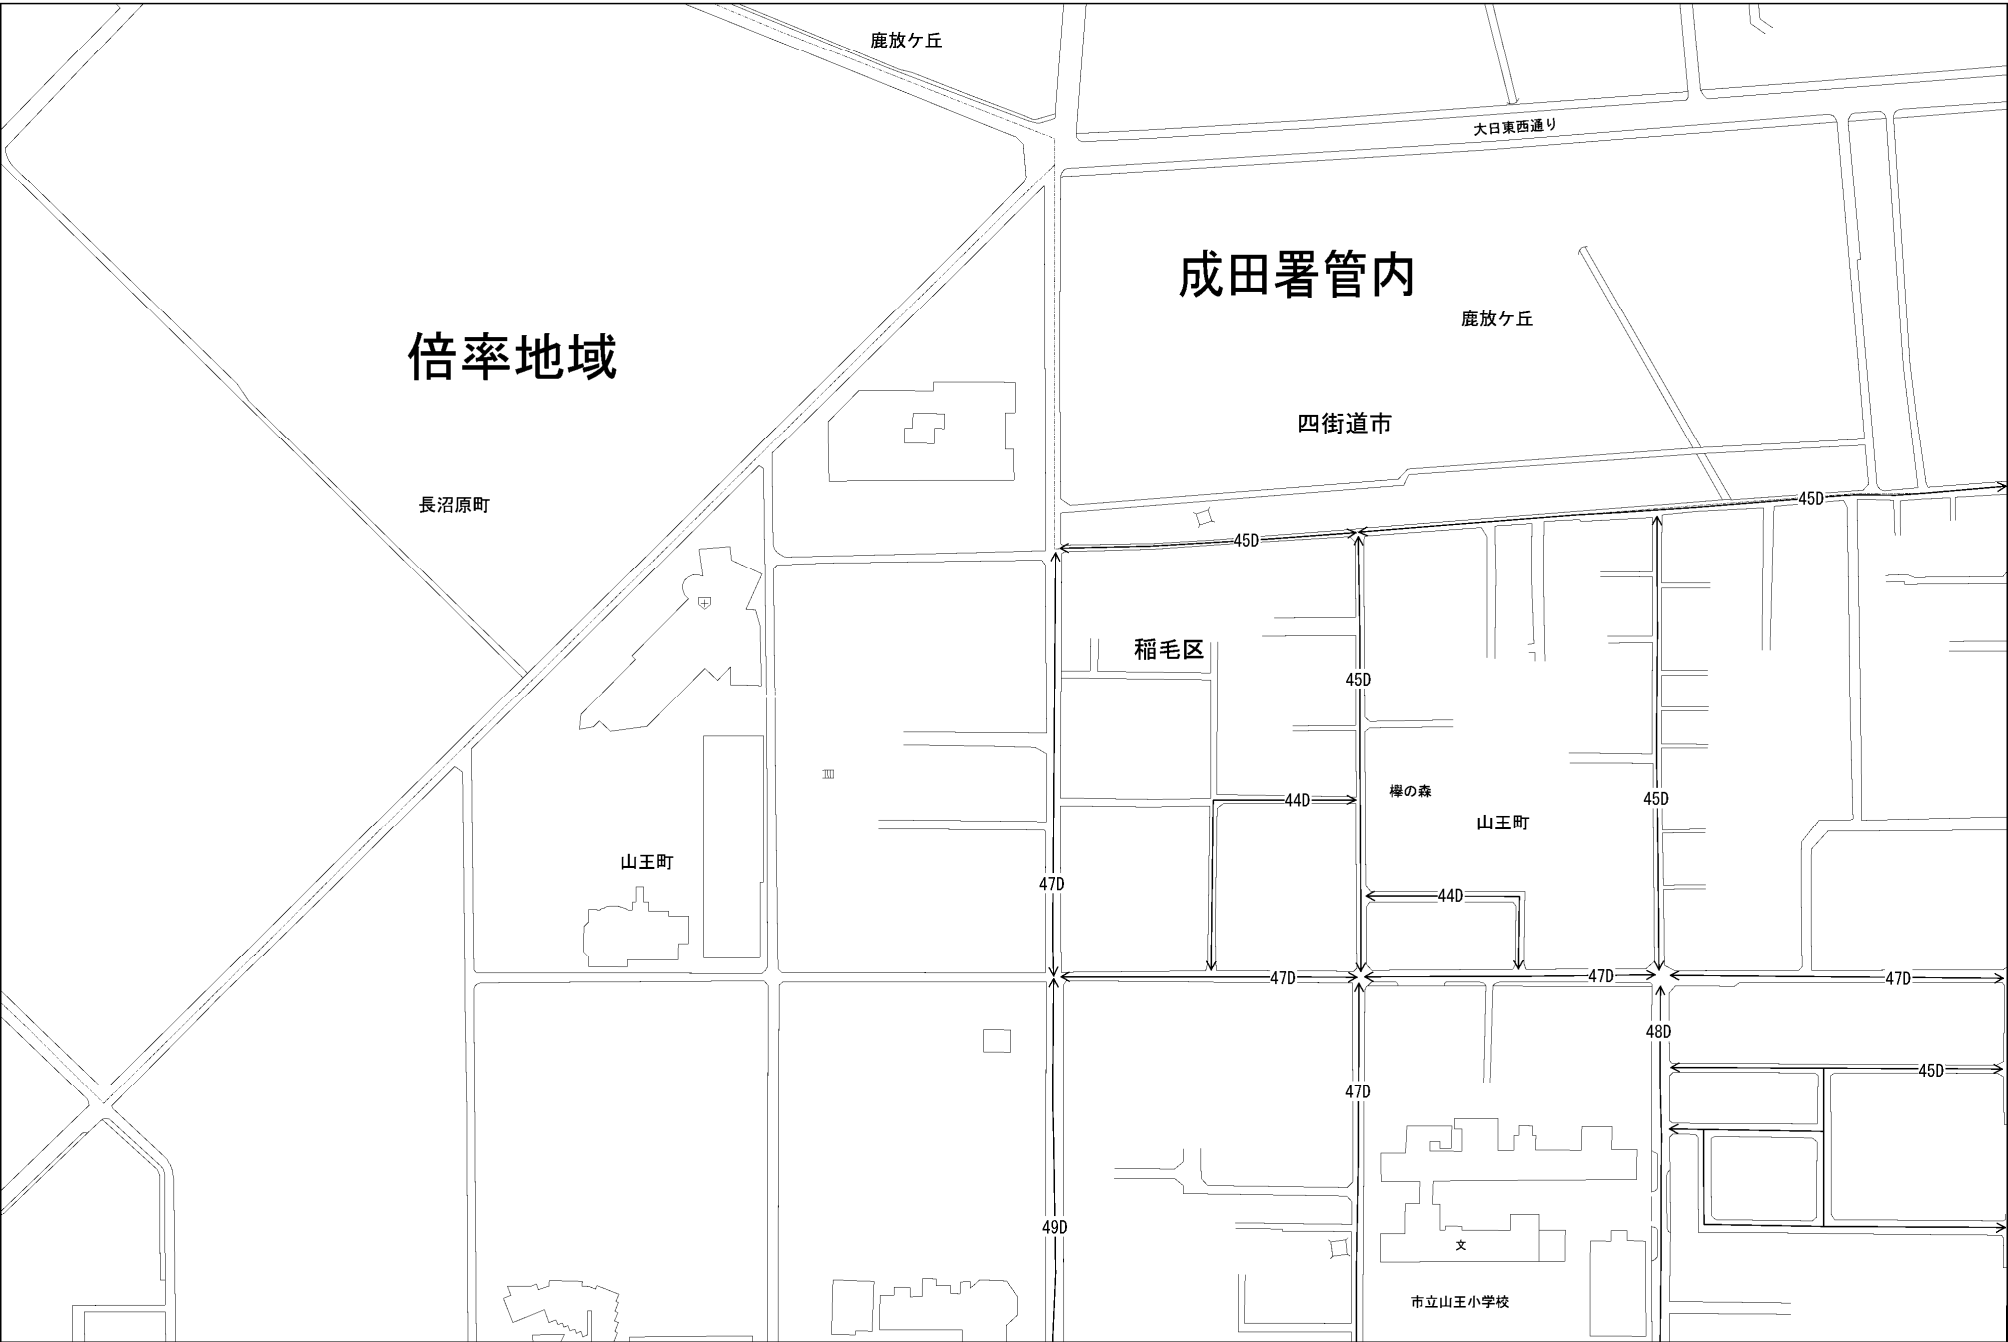 鹿放ケ丘
大日東西通り
成田署管内
鹿放ケ丘
倍率地域
四街道市
長沼原町
45D
45D
稲毛区
45D
欅の森
44D
45D
山王町
山王町
47D
44D
47D
47D
47D
48D
45D
47D
49D
文
市立山王小学校